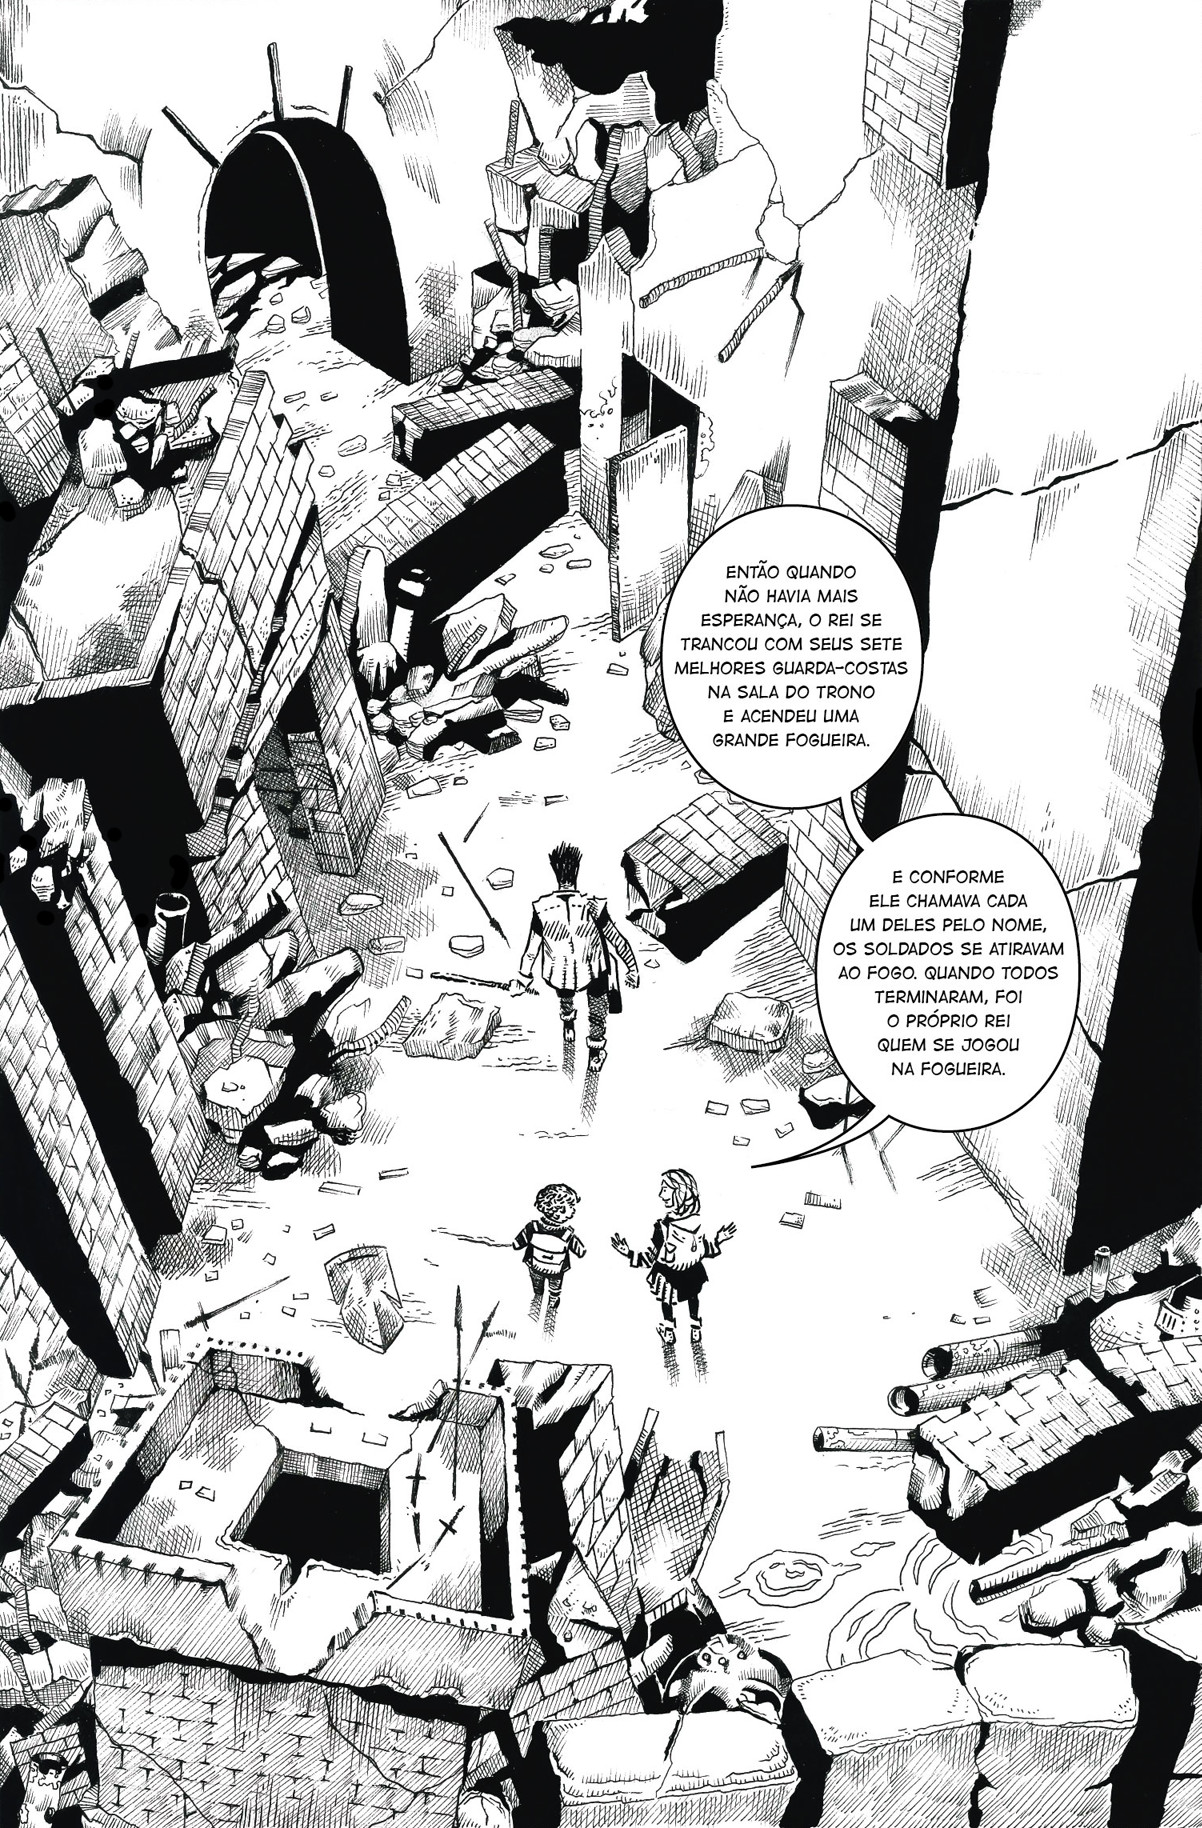 ENTÃO QUANDO
NÃO HAVIA MAIS
ESPERANÇA, O REI SE
TRANCOU COM SEUS SETE
MELHORES GUARDA-COSTAS
NA SALA DO TRONO
E ACENDEU UMA
GRANDE FOGUEIRA.
E CONFORME
ELE CHAMAVA CADA
UM DELES PELO NOME,
OS SOLDADOS SE ATIRAVAM
AO FOGO. QUANDO TODOS
TERMINARAM, FOI
O PRÓPRIO REI
QUEM SE JOGOU
NA FOGUEIRA.